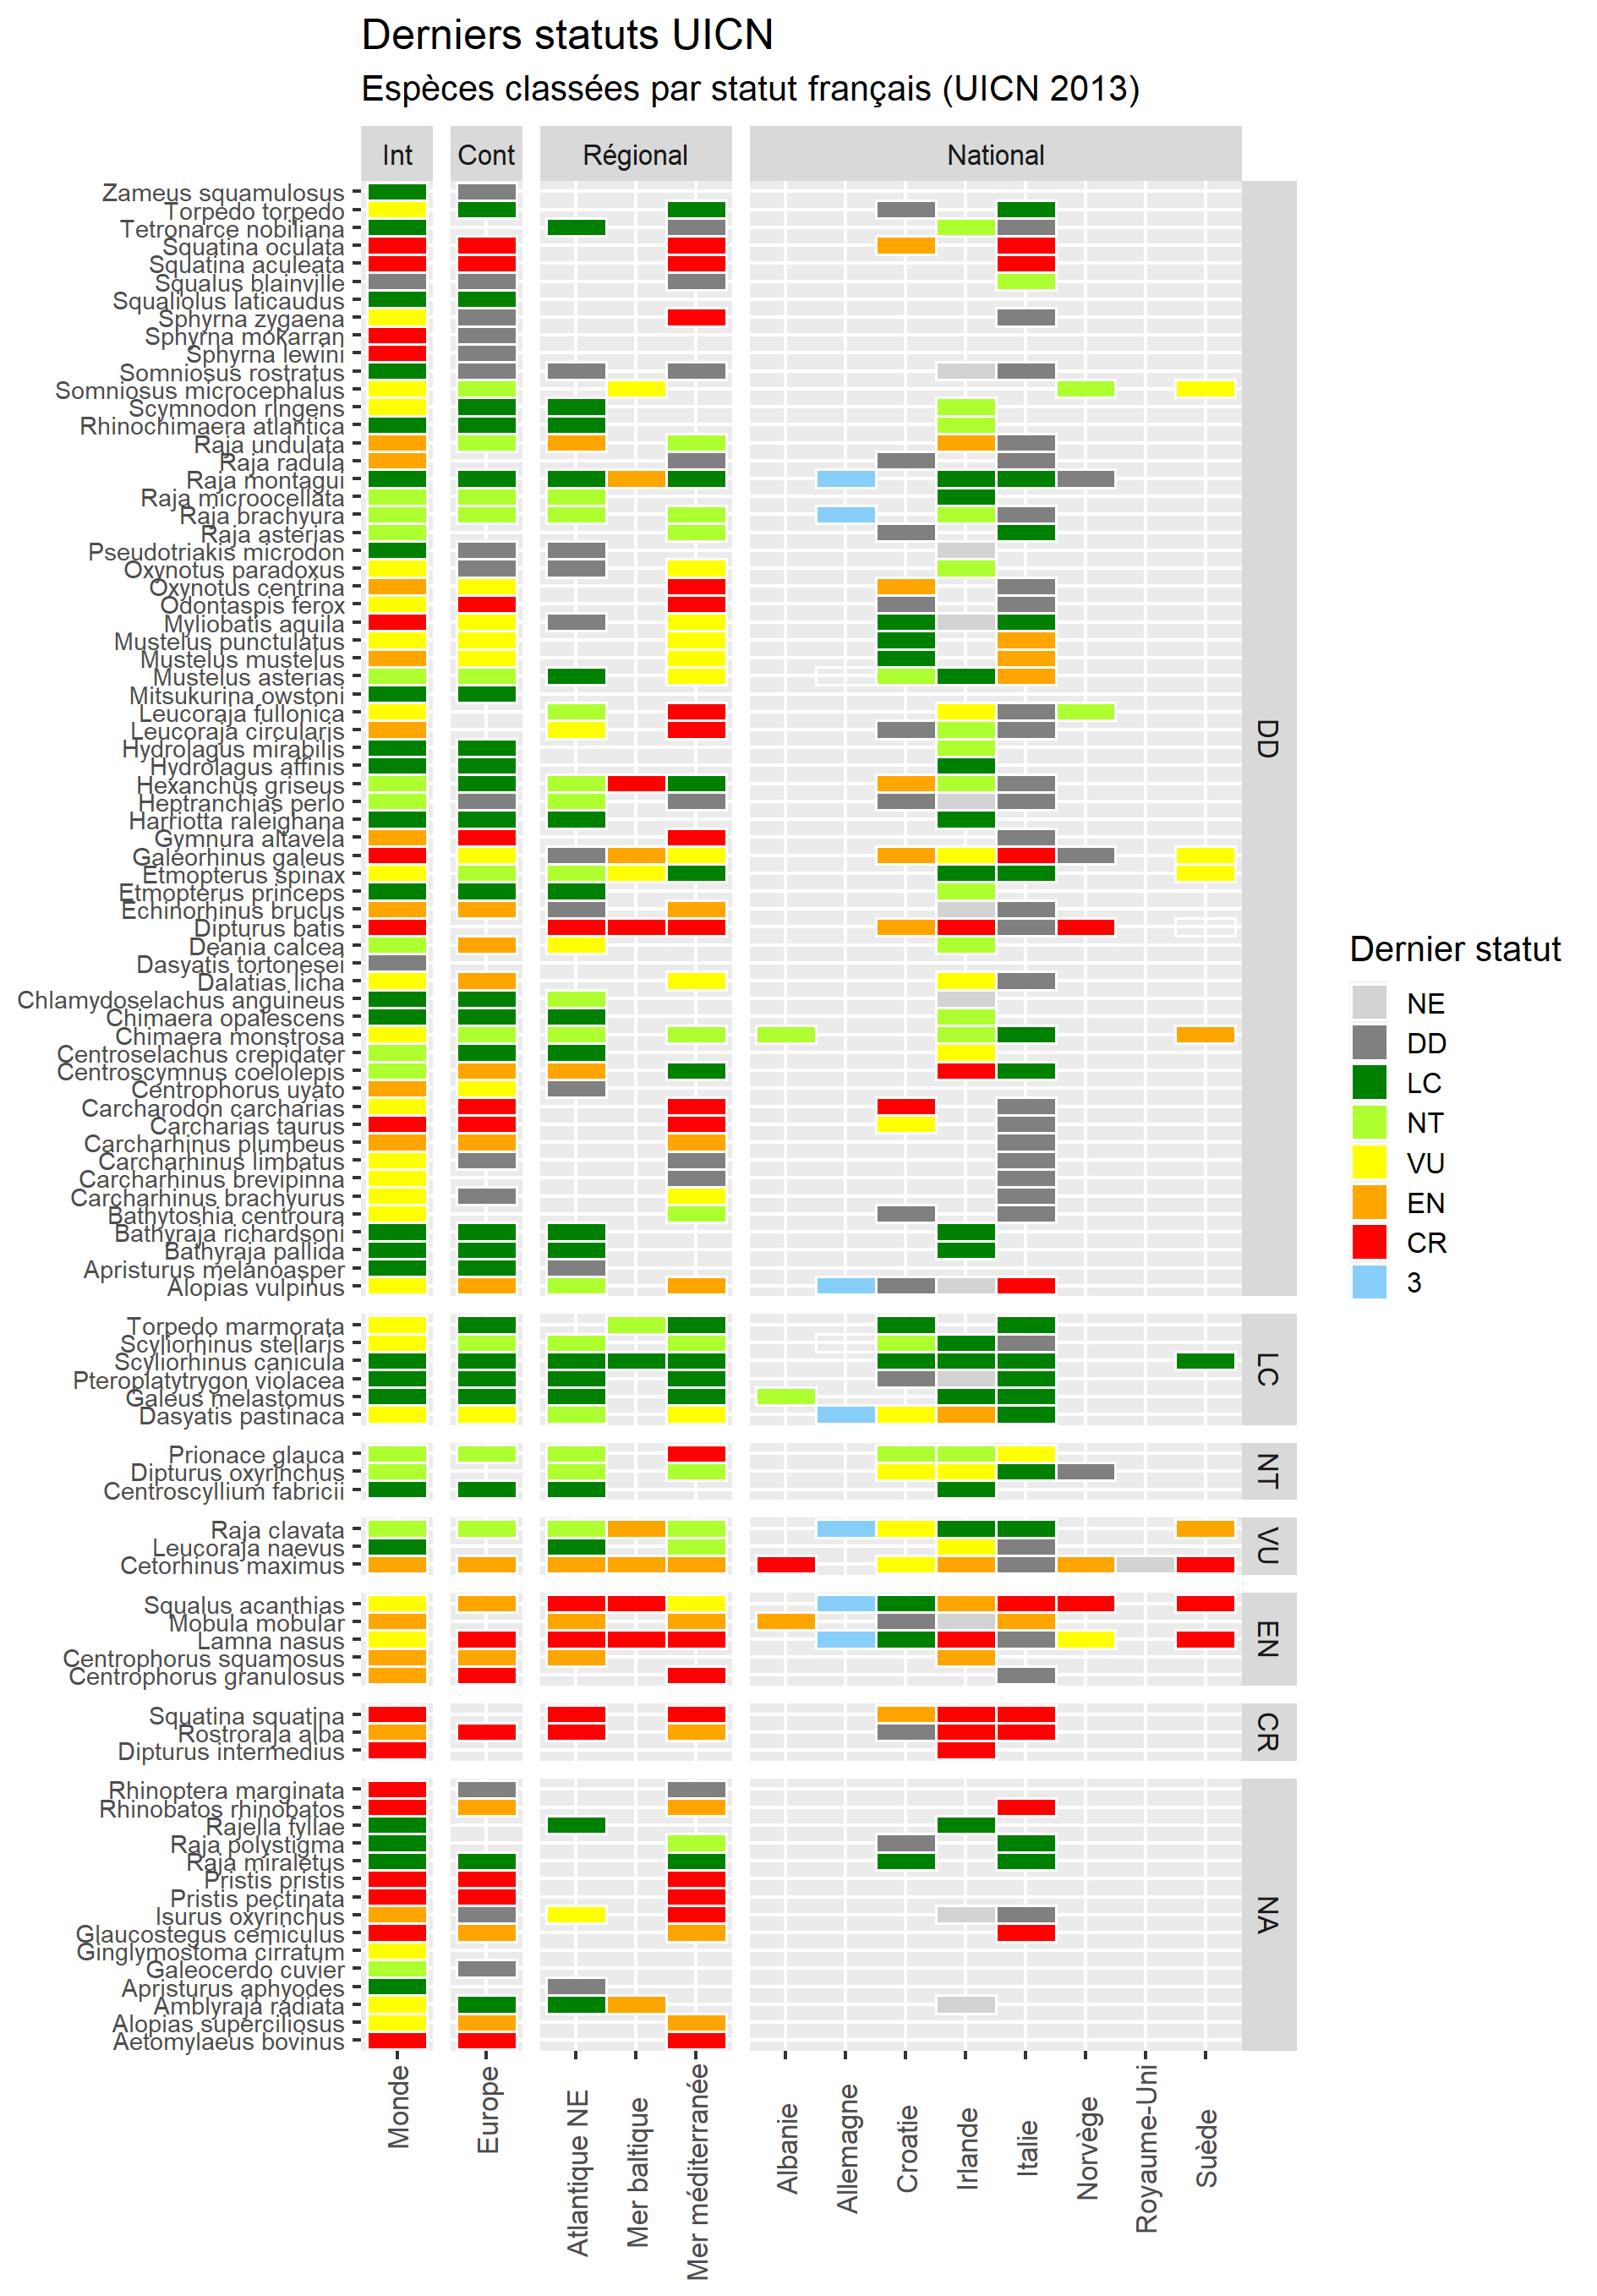 Derniers statuts UICN
Espèces classées par statut français (UICN 2013)
Int
Cont
Régional
National
Zameus squamulosus
Torpedo torpedo
Tetronarce nobiliana
Squatina oculata
Squatina aculeata
Squalus blainville
Squaliolus laticaudus
Sphyrna zygaena
Sphyrna mokarran
Sphyrna lewini
Somniosus rostratus
Somniosus microcephalus
Scymnodon ringens
Rhinochimaera atlantica
Raja undulata
Raja radula
Raja montagui
Raja microocellata
Raja brachyura
Raja asterias
Pseudotriakis microdon
Oxynotus paradoxus
Oxynotus centrina
Odontaspis ferox
Myliobatis aquila
Mustelus punctulatus
Mustelus mustelus
Mustelus asterias
Mitsukurina owstoni
Leucoraja fullonica
Leucoraja circularis
Hydrolagus mirabilis
Hydrolagus affinis
Hexanchus griseus
Heptranchias perlo
Harriotta raleighana
Gymnura altavela
Galeorhinus galeus
Etmopterus spinax
Etmopterus princeps
Echinorhinus brucus
Dipturus batis
Deania calcea
Dasyatis tortonesei
Dalatias licha
Chlamydoselachus anguineus
Chimaera opalescens
Chimaera monstrosa
Centroselachus crepidater
Centroscymnus coelolepis
Centrophorus uyato
Carcharodon carcharias
Carcharias taurus
Carcharhinus plumbeus
Carcharhinus limbatus
Carcharhinus brevipinna
Carcharhinus brachyurus
Bathytoshia centroura
Bathyraja richardsoni
Bathyraja pallida
Apristurus melanoasper
Alopias vulpinus
DD
Torpedo marmorata
Scyliorhinus stellaris
Scyliorhinus canicula
Pteroplatytrygon violacea
Galeus melastomus
Dasyatis pastinaca
LC
Prionace glauca
Dipturus oxyrinchus
Centroscyllium fabricii
NT
Raja clavata
Leucoraja naevus
Cetorhinus maximus
VU
Squalus acanthias
Mobula mobular
Lamna nasus
Centrophorus squamosus
Centrophorus granulosus
EN
Squatina squatina
Rostroraja alba
Dipturus intermedius
CR
Rhinoptera marginata
Rhinobatos rhinobatos
Rajella fyllae
Raja polystigma
Raja miraletus
Pristis pristis
Pristis pectinata
Isurus oxyrinchus
Glaucostegus cemiculus
Ginglymostoma cirratum
Galeocerdo cuvier
Apristurus aphyodes
Amblyraja radiata
Alopias superciliosus
Aetomylaeus bovinus
NA
Monde
Europe
Atlantique NE
Mer baltique
Mer méditerranée
Albanie
Allemagne
Croatie
Irlande
Italie
Norvège
Royaume-Uni
Suède
Dernier statut
NE
DD
LC
NT
VU
EN
CR
3